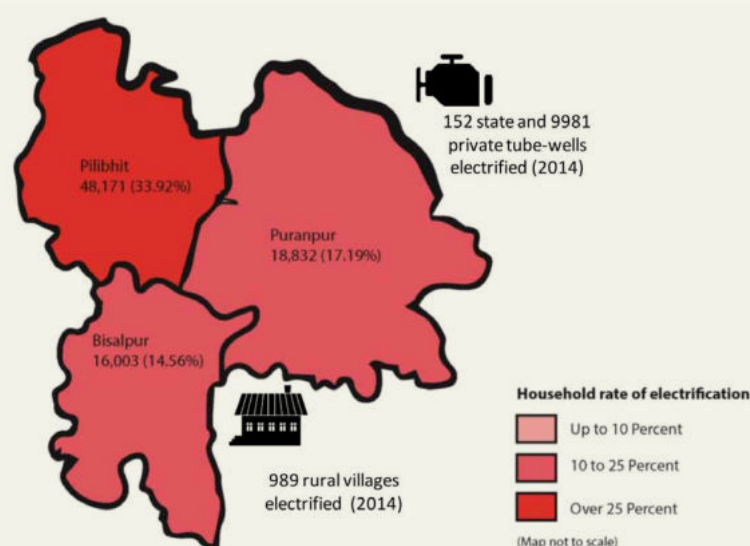 152 state and 9981
private tube-wells
electrified (2014)
Pilibhit
48,171 (33.92%)
Puranpur
18,832 (17.19%)
Bisalpur
16,003 (14.56%)
989 rural villages
electrified (2014)
Household rate of electrification
Up to 10 Percent
10 to 25 Percent
Over 25 Percent
(Map not to scale)